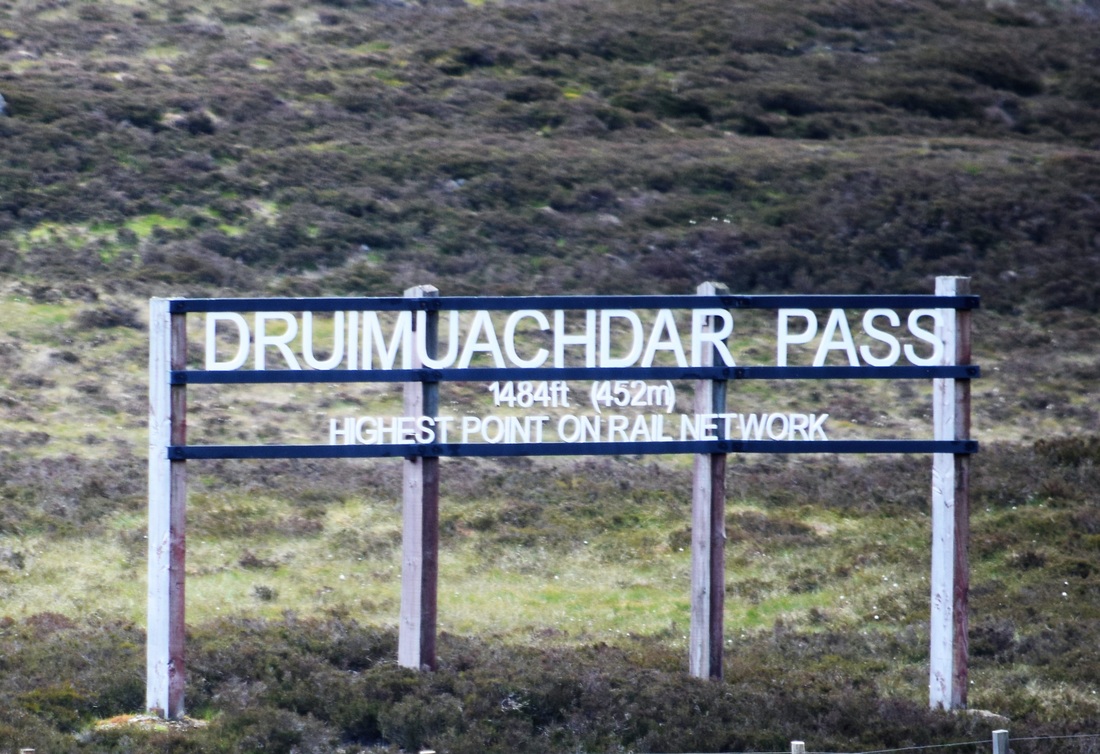 DRUIMUACHDAR PASS
1484ft (452m)
HIGHEST POINT ON RAIL NETWORK